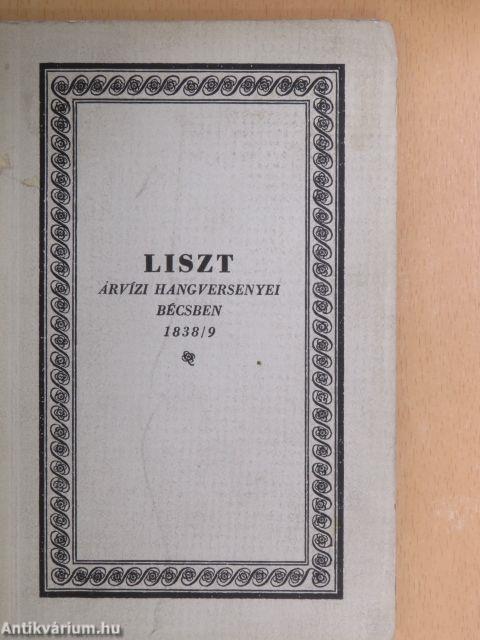 LISZT
ÁRVÍZI HANGVERSENYEI
BÉCSBEN
1838/9
Antikvárium.hu